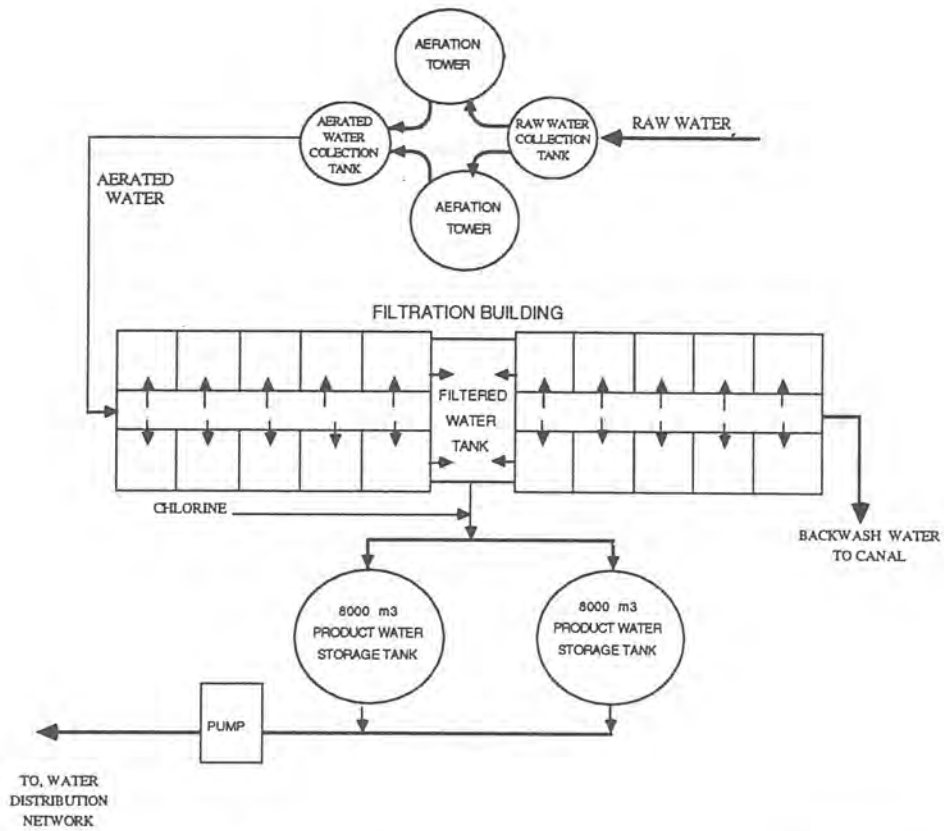 AERATION
TOWER
AERATED
WATER
COLECTION
TANK
RAW WATER
COLLECTION
TANK
RAW WATER
AERATED
WATER
AERATION
TOWER
FILTRATION BUILDING
FILTERED
WATER
TANK
CHLORINE
BACKWASH WATER
TO CANAL
8000 m3
PRODUCT WATER
STORAGE TANK
8000 m3
PRODUCT WATER
STORAGE TANK
PUMP
TO, WATER
DISTRIBUTION
NETWORK